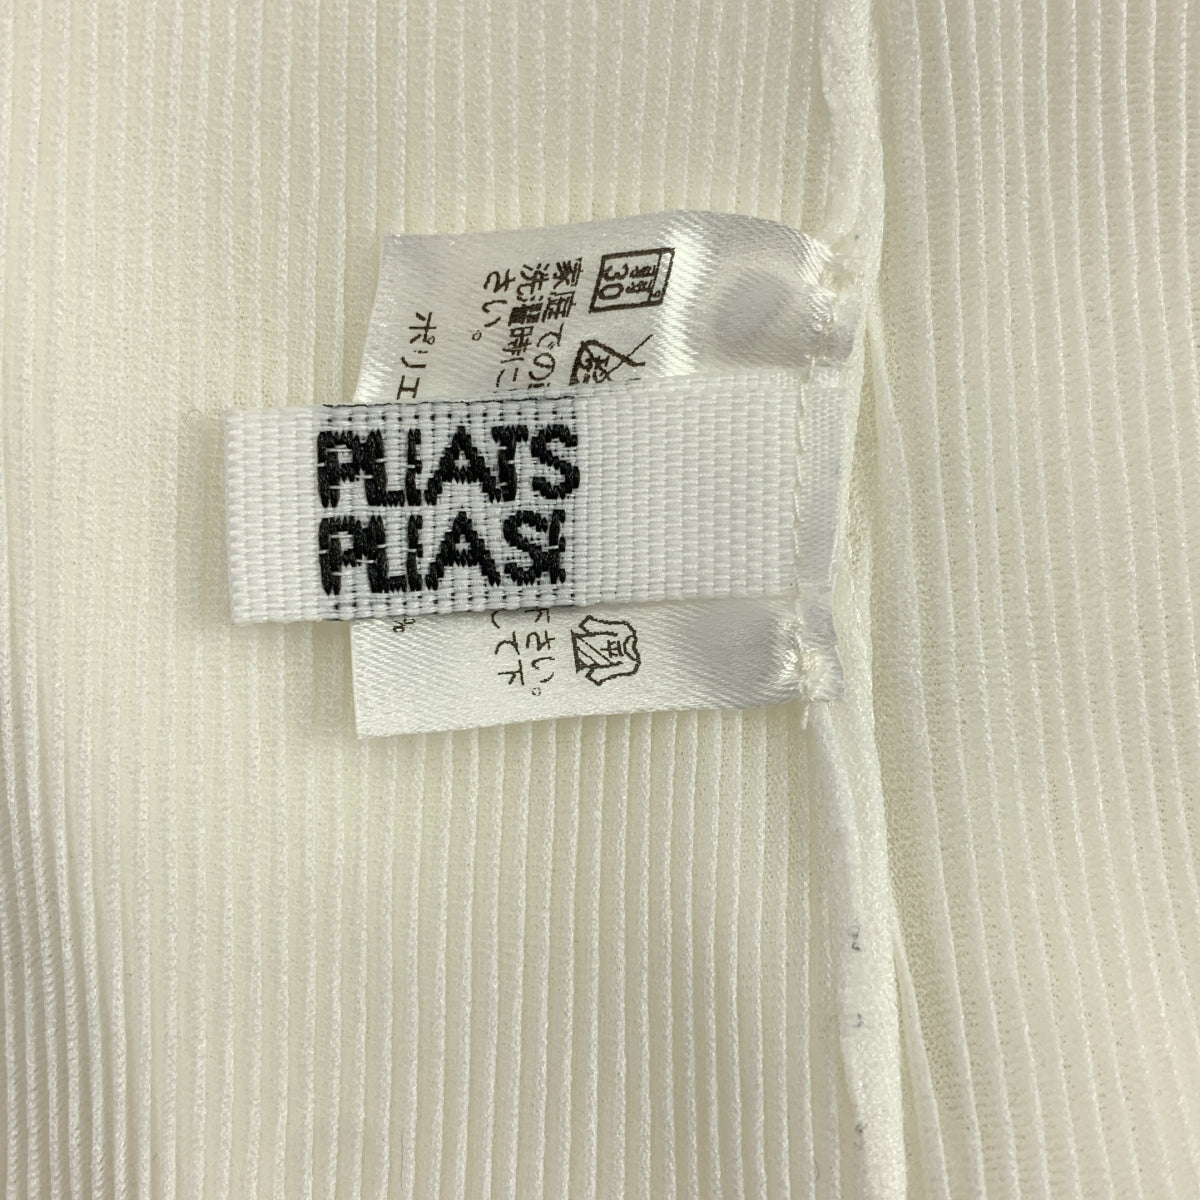 PLEATS
PLEASE
30
平
家庭での
下さい。
洗濯時に
して下
さい。
ポリエ
%